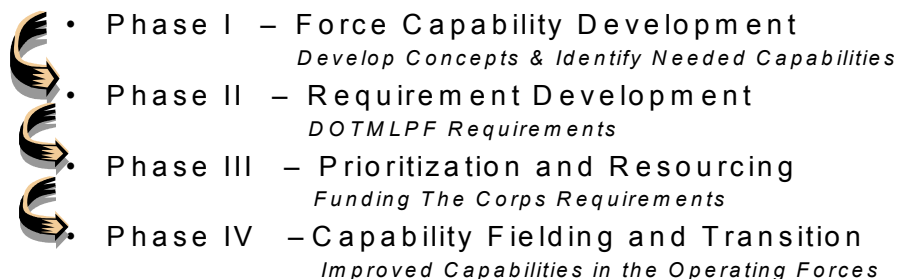 • Phase I – Force Capability Development
Develop Concepts & Identify Needed Capabilities
• Phase II – Requirement Development
DOTMLPF Requirements
• Phase III – Prioritization and Resourcing
Funding The Corps Requirements
• Phase IV – Capability Fielding and Transition
Improved Capabilities in the Operating Forces